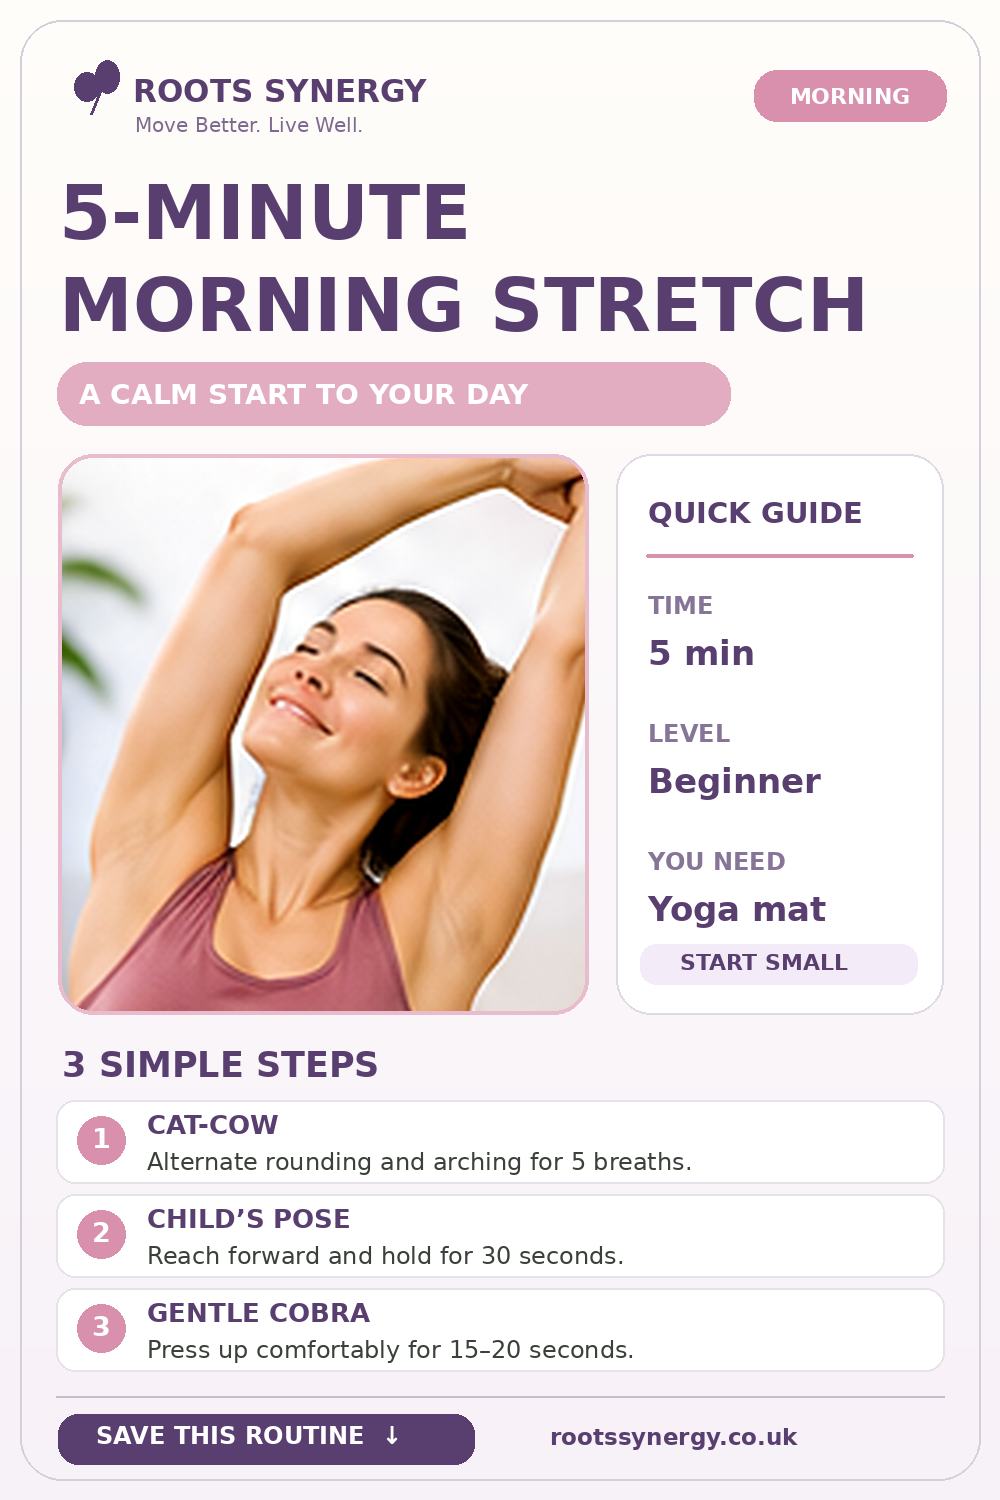 ROOTS SYNERGY
Move Better. Live Well.
MORNING
5-MINUTE
MORNING STRETCH
A CALM START TO YOUR DAY
QUICK GUIDE
TIME
5 min
LEVEL
Beginner
YOU NEED
Yoga mat
START SMALL
3 SIMPLE STEPS
1
CAT-COW
Alternate rounding and arching for 5 breaths.
2
CHILD’S POSE
Reach forward and hold for 30 seconds.
3
GENTLE COBRA
Press up comfortably for 15–20 seconds.
SAVE THIS ROUTINE ↓
rootssynergy.co.uk